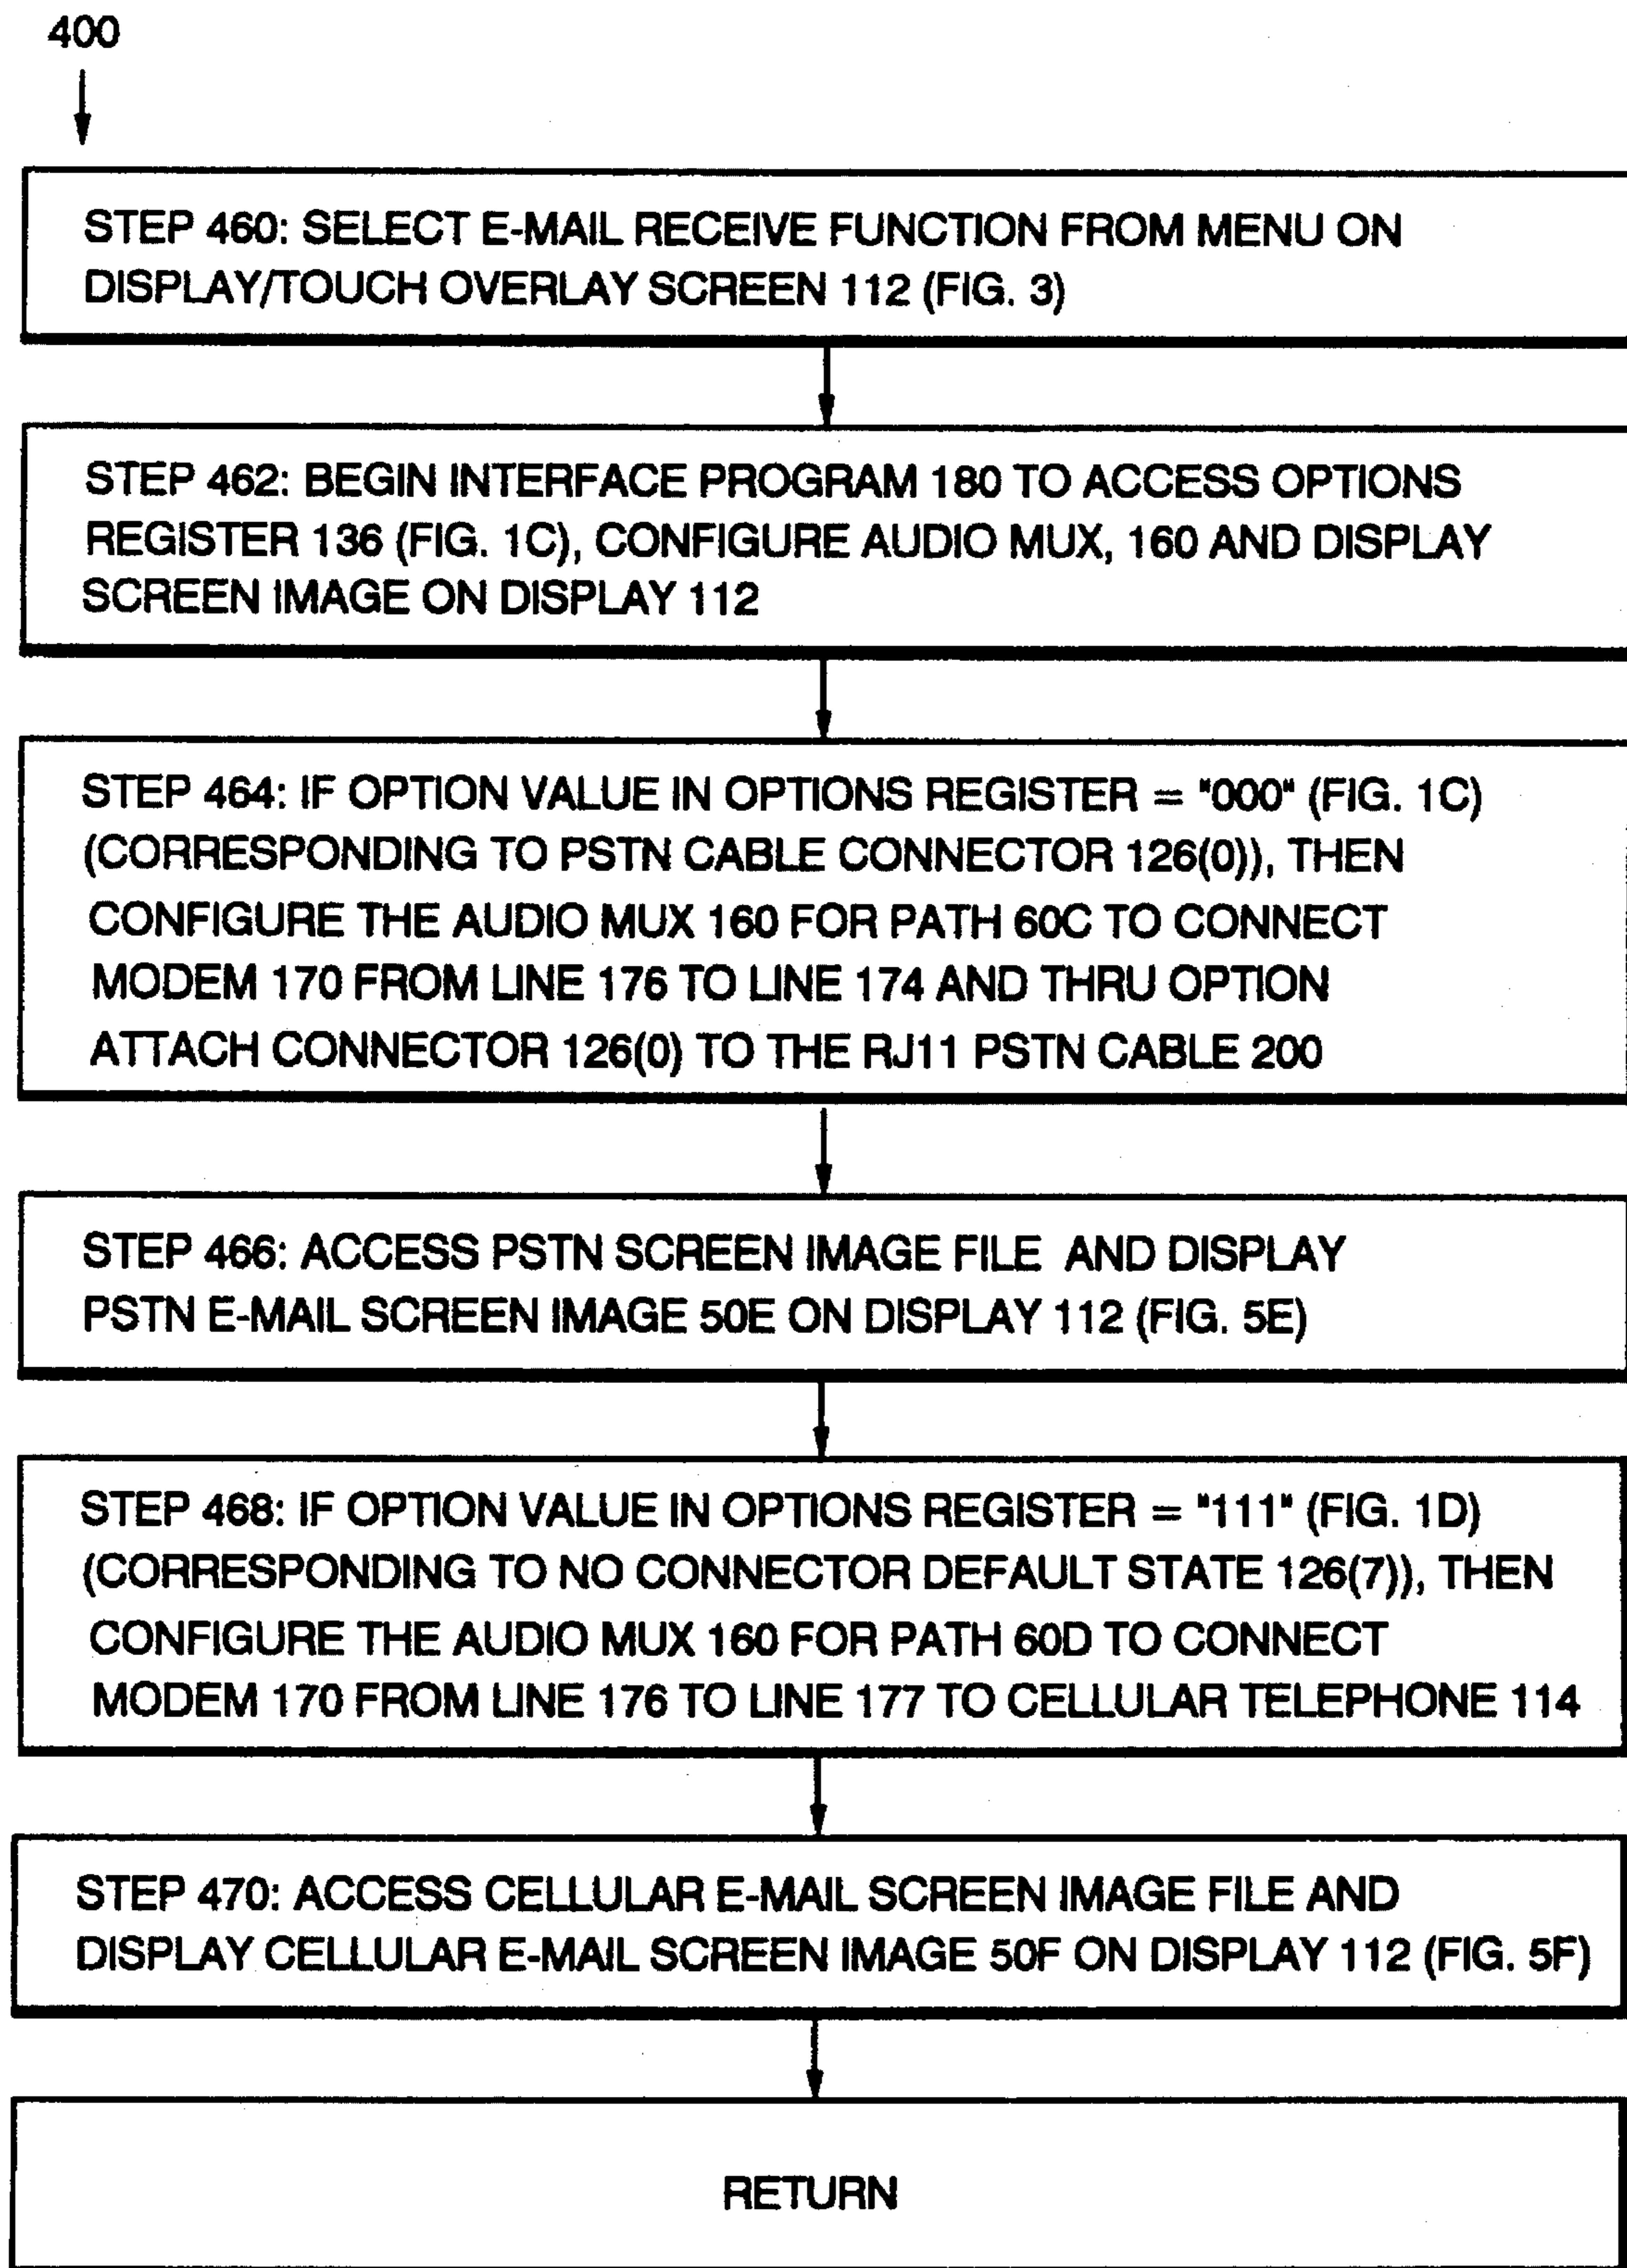 400
STEP 460: SELECT E-MAIL RECEIVE FUNCTION FROM MENU ON
DISPLAY/TOUCH OVERLAY SCREEN 112 (FIG. 3)
STEP 462: BEGIN INTERFACE PROGRAM 180 TO ACCESS OPTIONS
REGISTER 136 (FIG. 1C), CONFIGURE AUDIO MUX, 160 AND DISPLAY
SCREEN IMAGE ON DISPLAY 112
STEP 464: IF OPTION VALUE IN OPTIONS REGISTER = "000" (FIG. 1C)
(CORRESPONDING TO PSTN CABLE CONNECTOR 126(0)), THEN
CONFIGURE THE AUDIO MUX 160 FOR PATH 60C TO CONNECT
MODEM 170 FROM LINE 176 TO LINE 174 AND THRU OPTION
ATTACH CONNECTOR 126(0) TO THE RJ11 PSTN CABLE 200
STEP 466: ACCESS PSTN SCREEN IMAGE FILE AND DISPLAY
PSTN E-MAIL SCREEN IMAGE 50E ON DISPLAY 112 (FIG. 5E)
STEP 468: IF OPTION VALUE IN OPTIONS REGISTER = "111" (FIG. 1D)
(CORRESPONDING TO NO CONNECTOR DEFAULT STATE 126(7)), THEN
CONFIGURE THE AUDIO MUX 160 FOR PATH 60D TO CONNECT
MODEM 170 FROM LINE 176 TO LINE 177 TO CELLULAR TELEPHONE 114
STEP 470: ACCESS CELLULAR E-MAIL SCREEN IMAGE FILE AND
DISPLAY CELLULAR E-MAIL SCREEN IMAGE 50F ON DISPLAY 112 (FIG. 5F)
RETURN